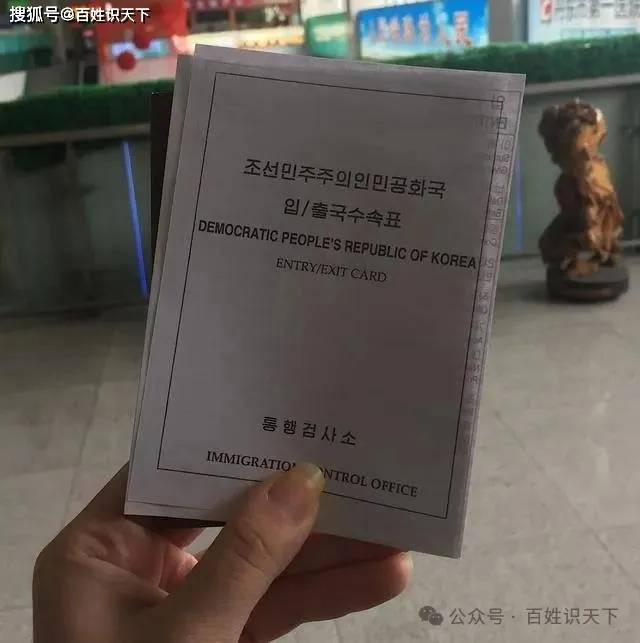 搜狐号@百姓识天下
조선민주주의인민공화국
입/출국수속표
DEMOCRATIC PEOPLE'S REPUBLIC OF KOREA
ENTRY/EXIT CARD
통행검사소
IMMIGRATION CONTROL OFFICE
公众号 · 百姓识天下